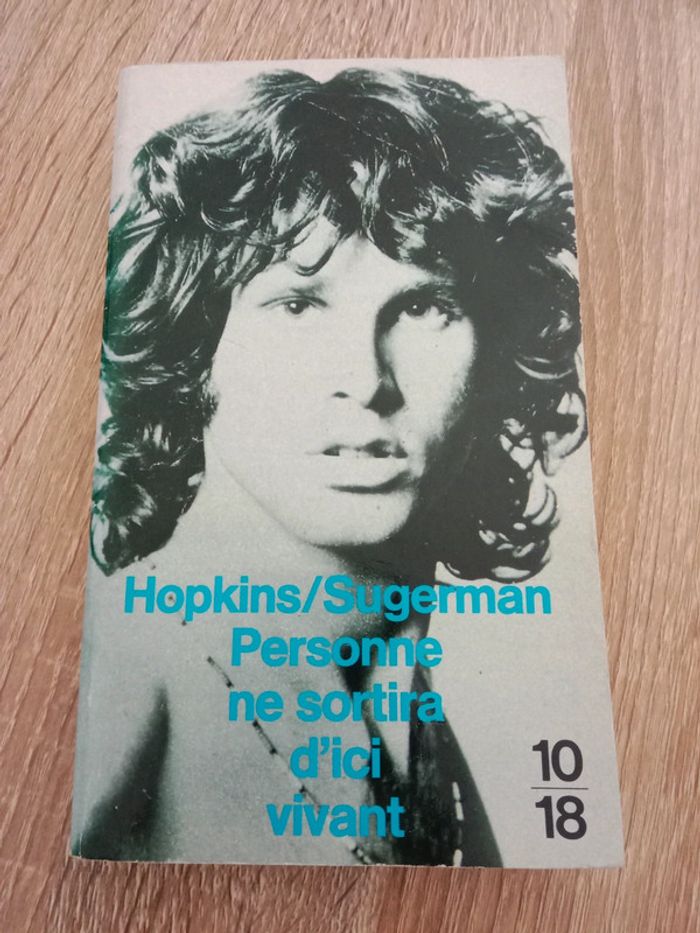 Hopkins/Sugerman
Personne
ne sortira
d'ici
vivant
10
18